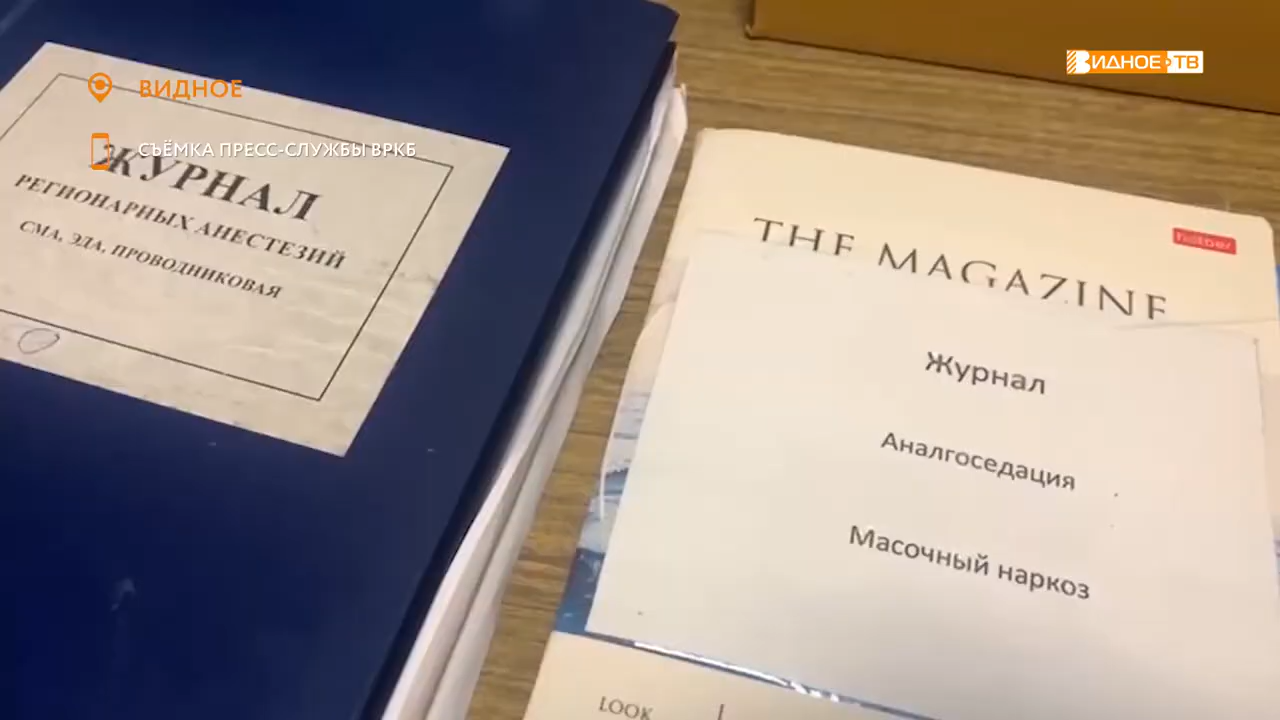 ВИДНОЕ
СЪЁМКА ПРЕСС-СЛУЖБЫ ВРКБ
ВИДНОЕ ТВ
ЖУРНАЛ
РЕГИОНАРНЫХ АНЕСТЕЗИЙ
СМА, ЭДА, ПРОВОДНИКОВАЯ
THE MAGAZINE
Hatber
Журнал
Аналгоседация
Масочный наркоз
LOOK